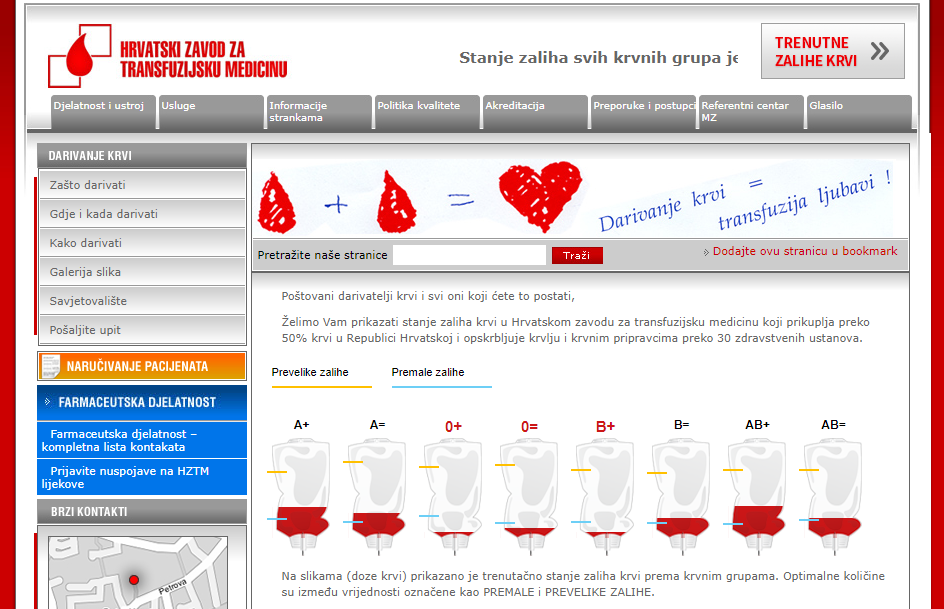 HRVATSKI ZAVOD ZA
TRANSFUZIJSKU MEDICINU
Stanje zaliha svih krvnih grupa je
TRENUTNE
ZALIHE KRVI
Djelatnost i ustroj
Usluge
Informacije
strankama
Politika kvalitete
Akreditacija
Preporuke i postupci
Referentni centar
MZ
Glasilo
DARIVANJE KRVI
Zašto darivati
Gdje i kada darivati
Kako darivati
Galerija slika
Savjetovalište
Pošaljite upit
NARUČIVANJE PACIJENATA
FARMACEUTSKA DJELATNOST
Farmaceutska djelatnost –
kompletna lista kontakata
Prijavite nuspojave na HZTM
lijekove
BRZI KONTAKTI
Petrova
+ =
Darivanje krvi =
transfuzija ljubavi !
Pretražite naše stranice
Traži
Dodajte ovu stranicu u bookmark
Poštovani darivatelji krvi i svi oni koji ćete to postati,
Želimo Vam prikazati stanje zaliha krvi u Hrvatskom zavodu za transfuzijsku medicinu koji prikuplja preko
50% krvi u Republici Hrvatskoj i opskrbljuje krvlju i krvnim pripravcima preko 30 zdravstvenih ustanova.
Prevelike zalihe
Premale zalihe
A+ A= 0+ 0= B+ B= AB+ AB=
Na slikama (doze krvi) prikazano je trenutačno stanje zaliha krvi prema krvnim grupama. Optimalne količine
su između vrijednosti označene kao PREMALE i PREVELIKE ZALIHE.